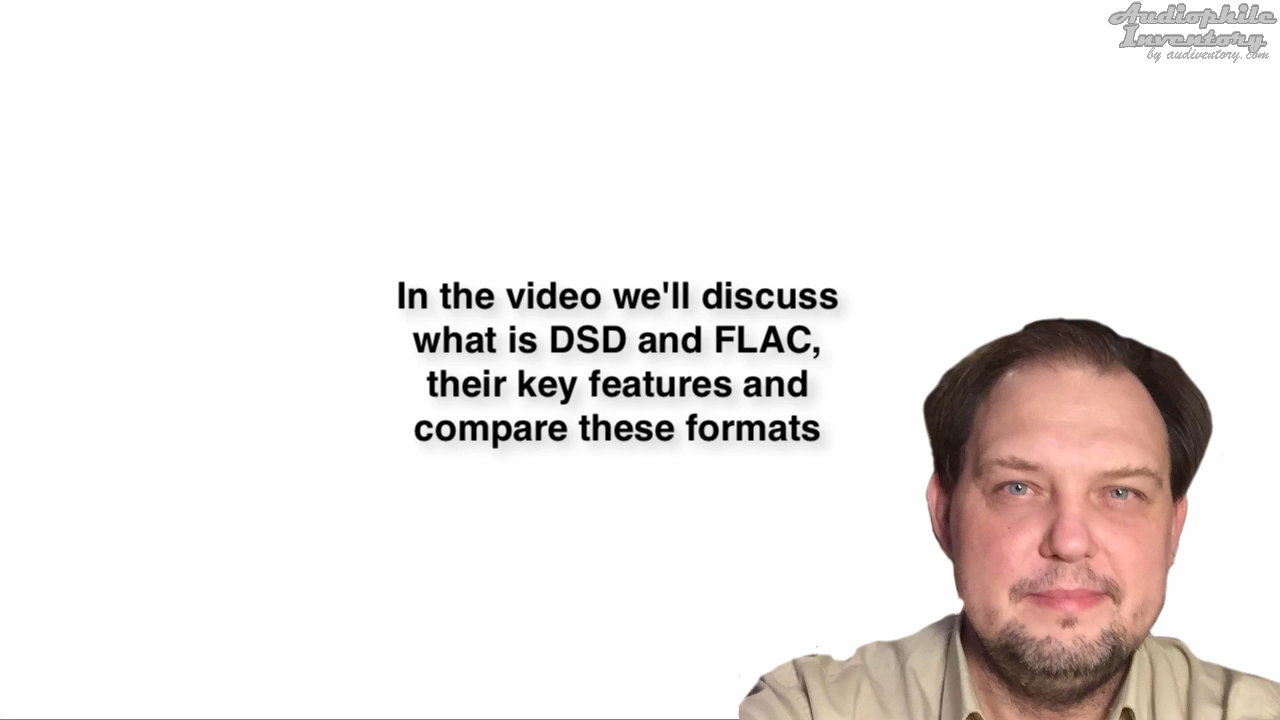 Audiophile
Inventory
by audiventory.com
In the video we'll discuss
what is DSD and FLAC,
their key features and
compare these formats